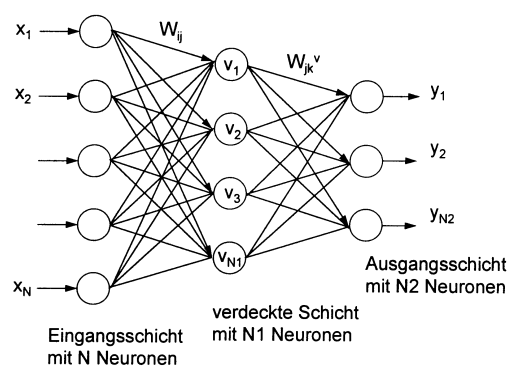 x1
x2
xN
Wij
v1
v2
v3
vN1
Wjkv
y1
y2
yN2
Eingangsschicht
mit N Neuronen
verdeckte Schicht
mit N1 Neuronen
Ausgangsschicht
mit N2 Neuronen